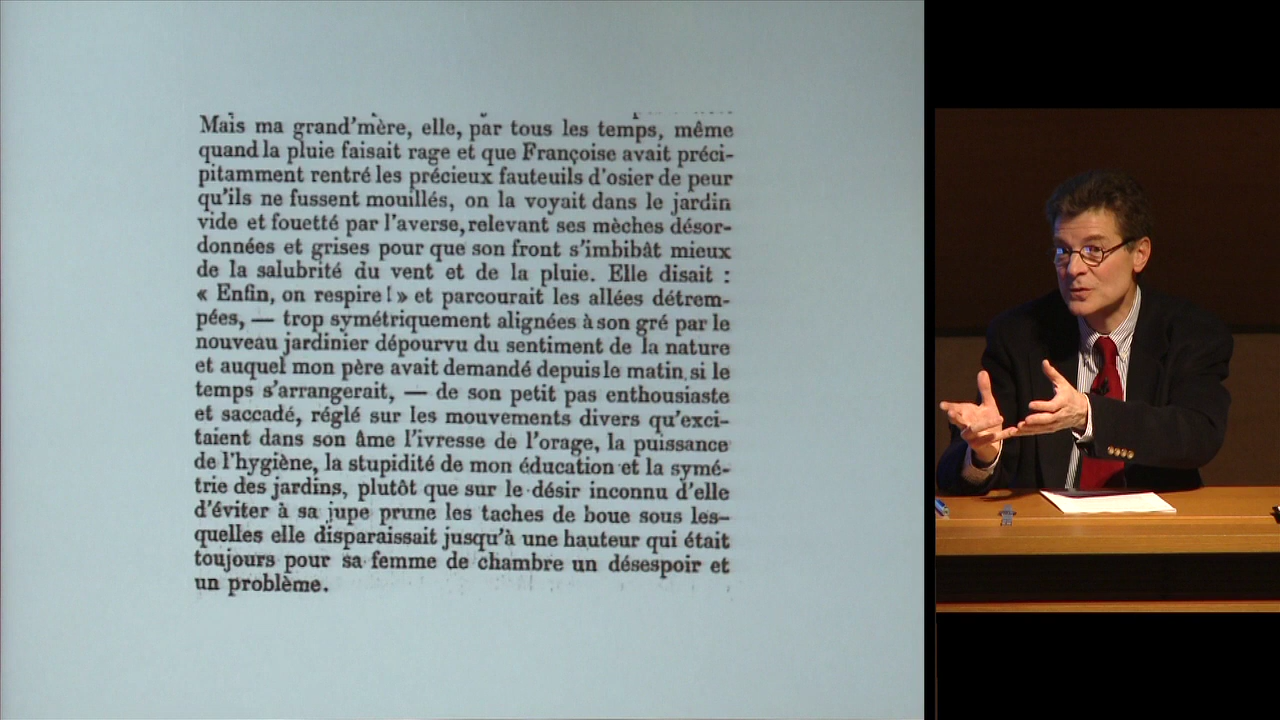 Mais ma grand'mère, elle, par tous les temps, même
quand la pluie faisait rage et que Françoise avait préci-
pitamment rentré les précieux fauteuils d'osier de peur
qu'ils ne fussent mouillés, on la voyait dans le jardin
vide et fouetté par l'averse, relevant ses mèches désor-
données et grises pour que son front s'imbibât mieux
de la salubrité du vent et de la pluie. Elle disait :
« Enfin, on respire ! » et parcourait les allées détrem-
pées, — trop symétriquement alignées à son gré par le
nouveau jardinier dépourvu du sentiment de la nature
et auquel mon père avait demandé depuis le matin si le
temps s'arrangerait, — de son petit pas enthousiaste
et saccadé, réglé sur les mouvements divers qu'exci-
taient dans son âme l'ivresse de l'orage, la puissance
de l'hygiène, la stupidité de mon éducation et la symé-
trie des jardins, plutôt que sur le désir inconnu d'elle
d'éviter à sa jupe prune les taches de boue sous les-
quelles elle disparaissait jusqu'à une hauteur qui était
toujours pour sa femme de chambre un désespoir et
un problème.